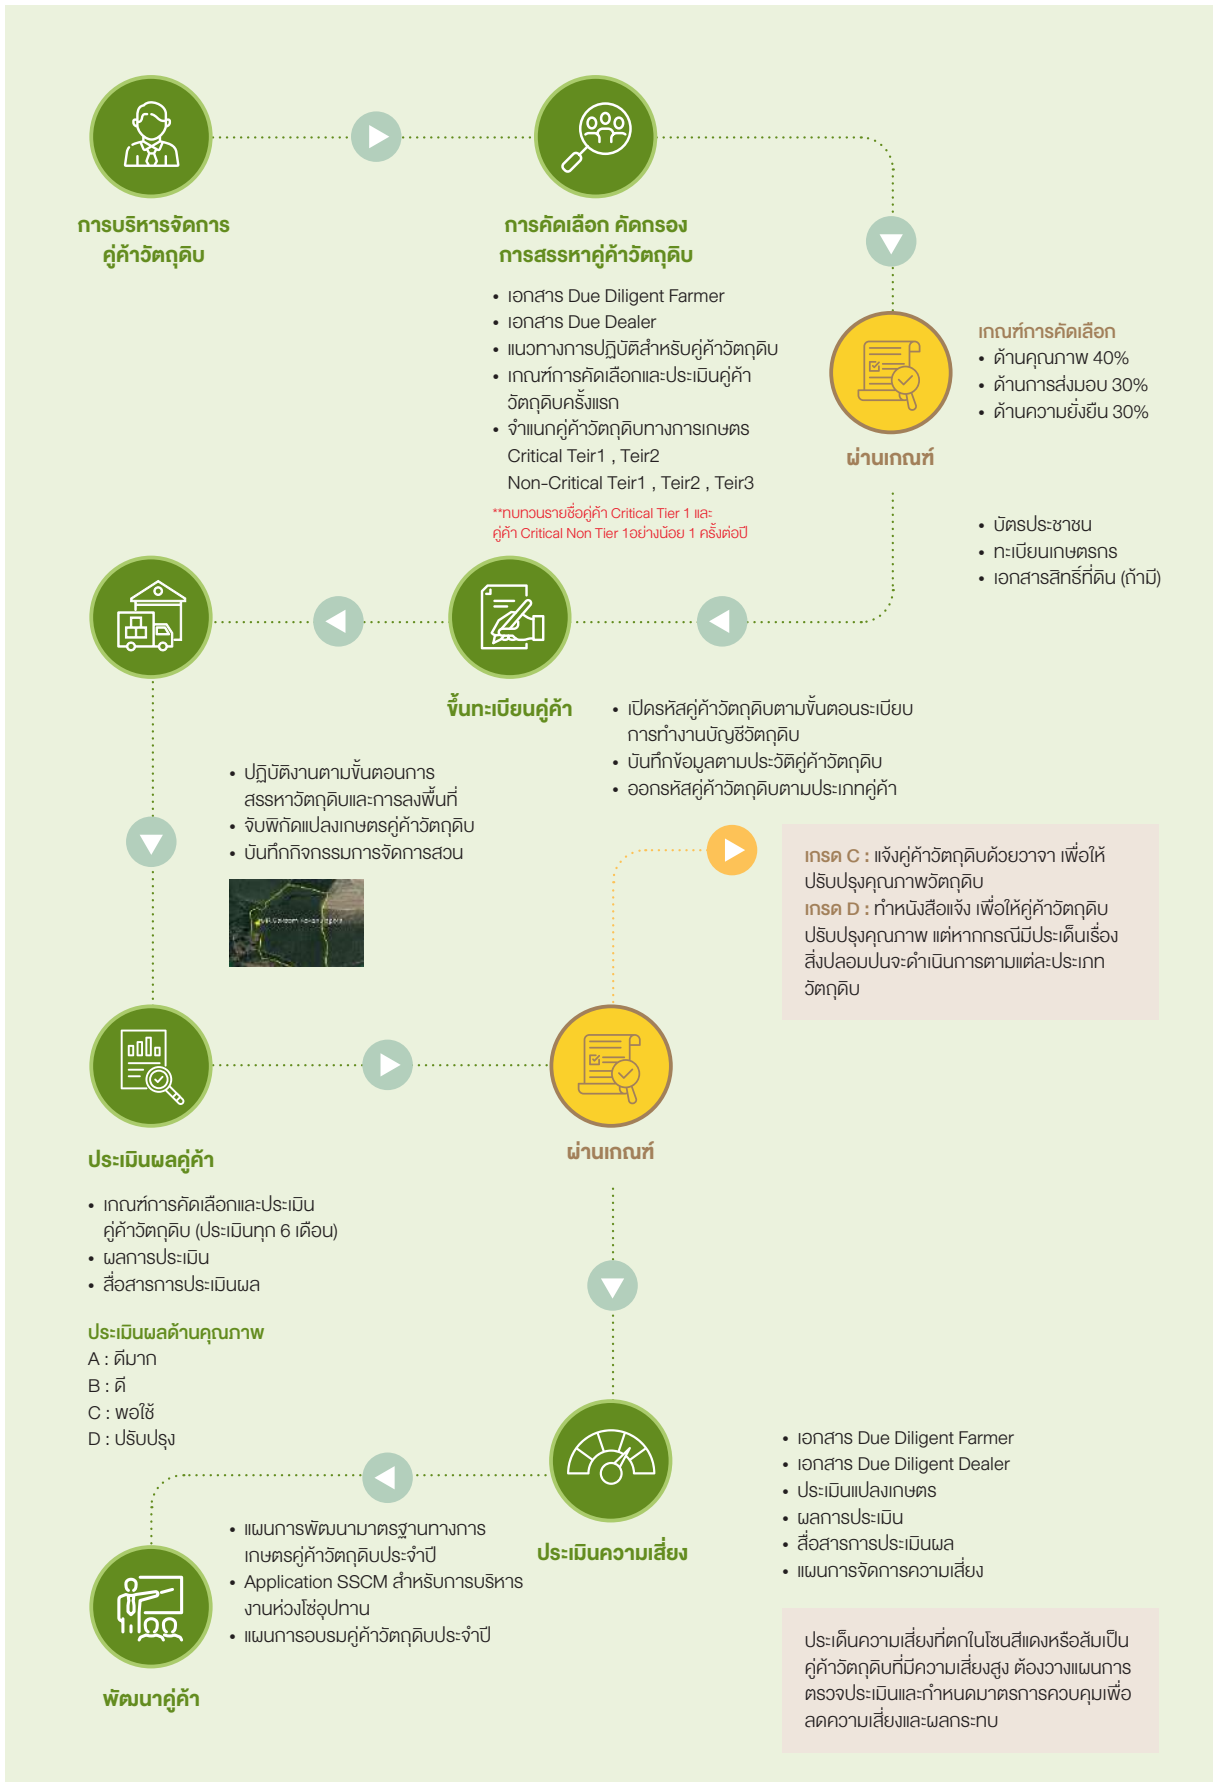 การบริหารจัดการ
คู่ค้าวัตถุดิบ
การคัดเลือก คัดกรอง
การสรรหาคู่ค้าวัตถุดิบ
• เอกสาร Due Diligent Farmer
• เอกสาร Due Dealer
• แนวทางการปฏิบัติสำหรับคู่ค้าวัตถุดิบ
• เกณฑ์การคัดเลือกและประเมินคู่ค้า
วัตถุดิบครั้งแรก
• จำแนกคู่ค้าวัตถุดิบทางการเกษตร
Critical Teir1 , Teir2
Non-Critical Teir1 , Teir2 , Teir3
**ทบทวนรายชื่อคู่ค้า Critical Tier 1 และ
คู่ค้า Critical Non Tier 1อย่างน้อย 1 ครั้งต่อปี
เกณฑ์การคัดเลือก
• ด้านคุณภาพ 40%
• ด้านการส่งมอบ 30%
• ด้านความยั่งยืน 30%
ผ่านเกณฑ์
• บัตรประชาชน
• ทะเบียนเกษตรกร
• เอกสารสิทธิ์ที่ดิน (ถ้ามี)
ขึ้นทะเบียนคู่ค้า
• เปิดรหัสคู่ค้าวัตถุดิบตามขั้นตอนระเบียบ
การทำงานบัญชีวัตถุดิบ
• บันทึกข้อมูลตามประวัติคู่ค้าวัตถุดิบ
• ออกรหัสคู่ค้าวัตถุดิบตามประเภทคู่ค้า
• ปฏิบัติงานตามขั้นตอนการ
สรรหาวัตถุดิบและการลงพื้นที่
• จับพิกัดแปลงเกษตรคู่ค้าวัตถุดิบ
• บันทึกกิจกรรมการจัดการสวน
เกรด C : แจ้งคู่ค้าวัตถุดิบด้วยวาจา เพื่อให้
ปรับปรุงคุณภาพวัตถุดิบ
เกรด D : ทำหนังสือแจ้ง เพื่อให้คู่ค้าวัตถุดิบ
ปรับปรุงคุณภาพ แต่หากกรณีมีประเด็นเรื่อง
สิ่งปลอมปนจะดำเนินการตามแต่ละประเภท
วัตถุดิบ
ประเมินผลคู่ค้า
• เกณฑ์การคัดเลือกและประเมิน
คู่ค้าวัตถุดิบ (ประเมินทุก 6 เดือน)
• ผลการประเมิน
• สื่อสารการประเมินผล
ประเมินผลด้านคุณภาพ
A : ดีมาก
B : ดี
C : พอใช้
D : ปรับปรุง
ผ่านเกณฑ์
ประเมินความเสี่ยง
• เอกสาร Due Diligent Farmer
• เอกสาร Due Diligent Dealer
• ประเมินแปลงเกษตร
• ผลการประเมิน
• สื่อสารการประเมินผล
• แผนการจัดการความเสี่ยง
ประเด็นความเสี่ยงที่ตกในโซนสีแดงหรือส้มเป็น
คู่ค้าวัตถุดิบที่มีความเสี่ยงสูง ต้องวางแผนการ
ตรวจประเมินและกำหนดมาตรการควบคุมเพื่อ
ลดความเสี่ยงและผลกระทบ
• แผนการพัฒนามาตรฐานทางการ
เกษตรคู่ค้าวัตถุดิบประจำปี
• Application SSCM สำหรับการบริหาร
งานห่วงโซ่อุปทาน
• แผนการอบรมคู่ค้าวัตถุดิบประจำปี
พัฒนาคู่ค้า